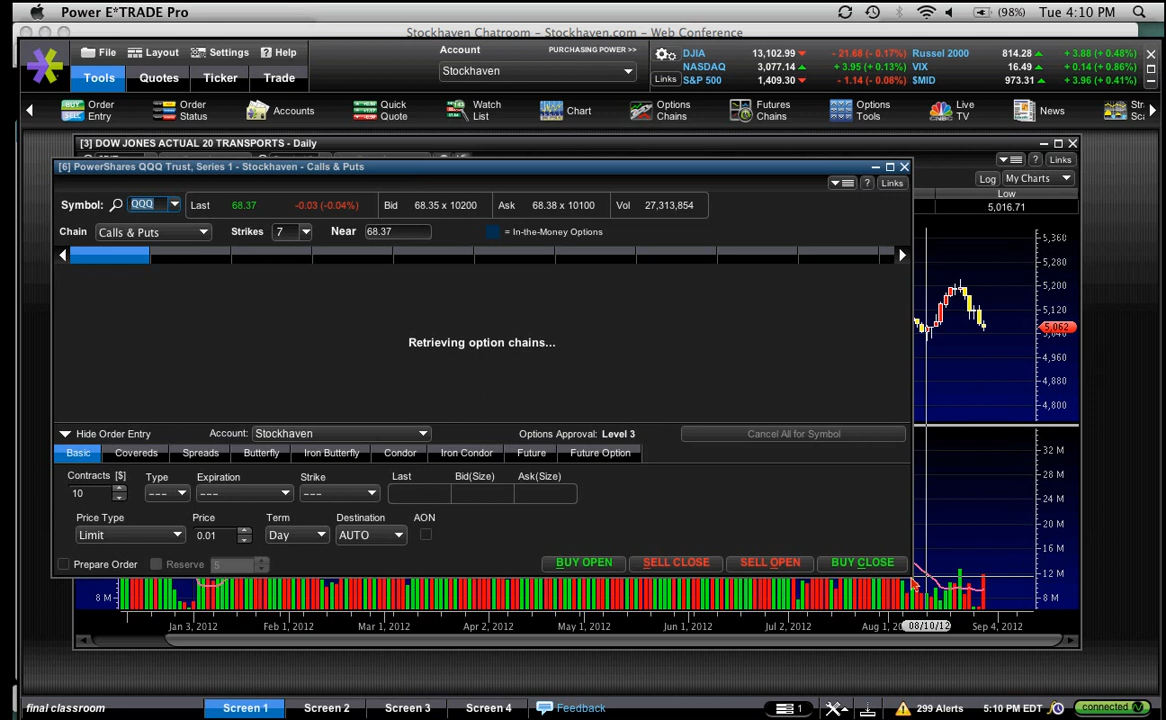 Power E*TRADE Pro
(98%) Tue 4:10 PM
Stockhaven Chatroom - Stockhaven.com - Web Conference
File Layout Settings ? Help
Account PURCHASING POWER >>
Stockhaven
DJIA 13,102.99 - 21.68 (- 0.17%) Russel 2000 814.28 + 3.88 (+ 0.48%)
NASDAQ 3,077.14 + 3.95 (+ 0.13%) VIX 16.49 + 0.14 (+ 0.86%)
Links S&P 500 1,409.30 - 1.14 (- 0.08%) $MID 973.31 + 3.96 (+ 0.41%)
Tools Quotes Ticker Trade
BUY SELL Order Entry
Order Status
Accounts
Quick Quote
Watch List
Chart
Options Chains
Futures Chains
Options Tools
CNBC Live TV
News
[3] DOW JONES ACTUAL 20 TRANSPORTS - Daily
? Links
Log My Charts
Low
5,016.71
[6] PowerShares QQQ Trust, Series 1 - Stockhaven - Calls & Puts
? Links
Symbol: QQQ Last 68.37 -0.03 (-0.04%) Bid 68.35 x 10200 Ask 68.38 x 10100 Vol 27,313,854
Chain Calls & Puts Strikes 7 Near 68.37 = In-the-Money Options
Retrieving option chains...
Hide Order Entry Account: Stockhaven Options Approval: Level 3 Cancel All for Symbol
Basic Covereds Spreads Butterfly Iron Butterfly Condor Iron Condor Future Future Option
Contracts [$] Type Expiration Strike Last Bid(Size) Ask(Size)
10 --- --- ---
Price Type Price Term Destination AON
Limit 0.01 Day AUTO
Prepare Order Reserve 5 BUY OPEN SELL CLOSE SELL OPEN BUY CLOSE
5,360
5,280
5,200
5,120
5,062
4,960
4,880
4,800
32 M
28 M
24 M
20 M
16 M
12 M
8 M 8 M
Jan 3, 2012 Feb 1, 2012 Mar 1, 2012 Apr 2, 2012 May 1, 2012 Jun 1, 2012 Jul 2, 2012 Aug 1, 08/10/12 Sep 4, 2012
final classroom Screen 1 Screen 2 Screen 3 Screen 4 Feedback 1 299 Alerts 5:10 PM EDT connected